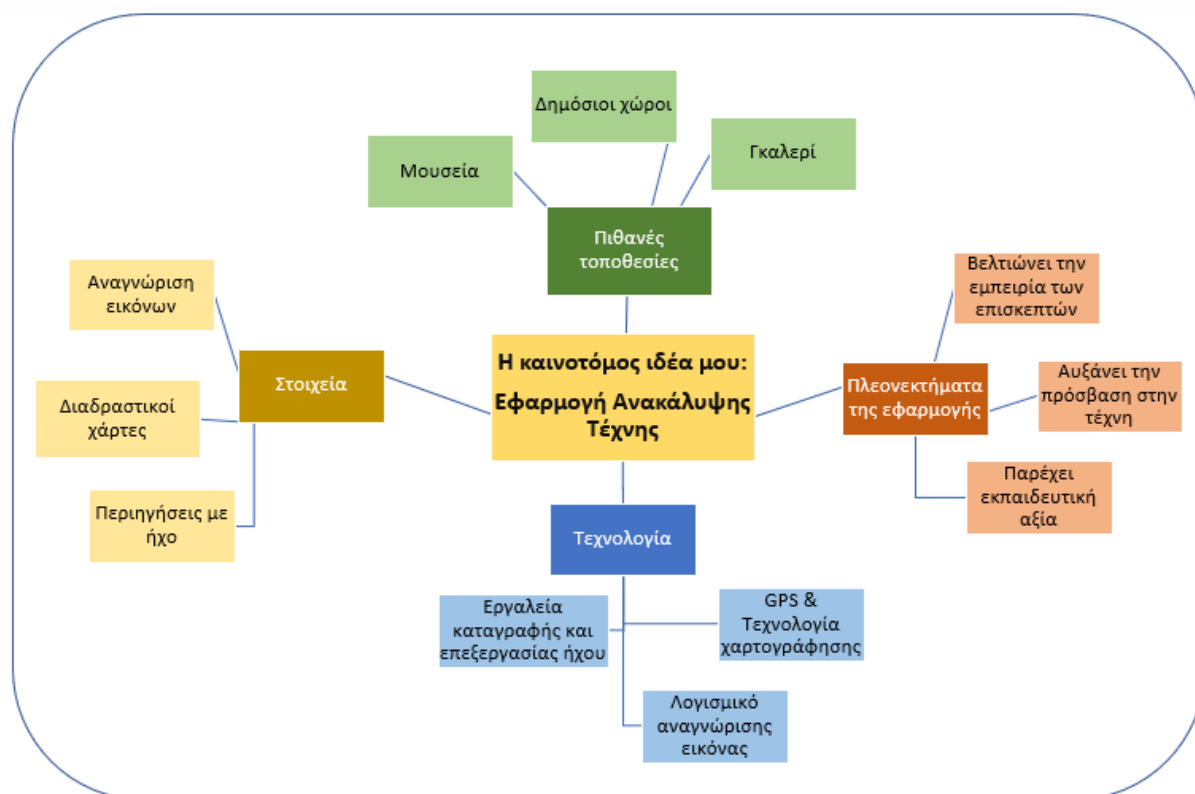 Δημόσιοι χώροι
Μουσεία
Γκαλερί
Πιθανές
τοποθεσίες
Αναγνώριση
εικόνων
Διαδραστικοί
χάρτες
Περιηγήσεις με
ήχο
Στοιχεία
Η καινοτόμος ιδέα μου:
Εφαρμογή Ανακάλυψης
Τέχνης
Πλεονεκτήματα
της εφαρμογής
Βελτιώνει την
εμπειρία των
επισκεπτών
Αυξάνει την
πρόσβαση στην
τέχνη
Παρέχει
εκπαιδευτική
αξία
Τεχνολογία
Εργαλεία
καταγραφής και
επεξεργασίας ήχου
GPS &
Τεχνολογία
χαρτογράφησης
Λογισμικό
αναγνώρισης
εικόνας